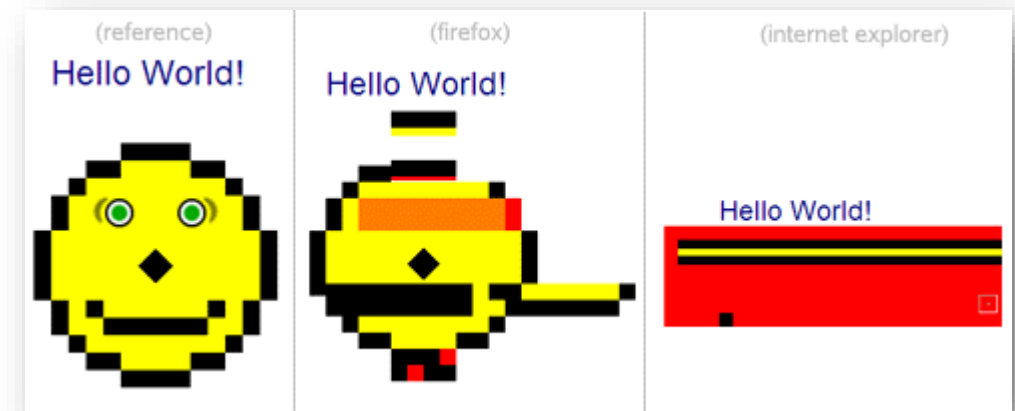 (reference)
Hello World!
(firefox)
Hello World!
(internet explorer)
Hello World!